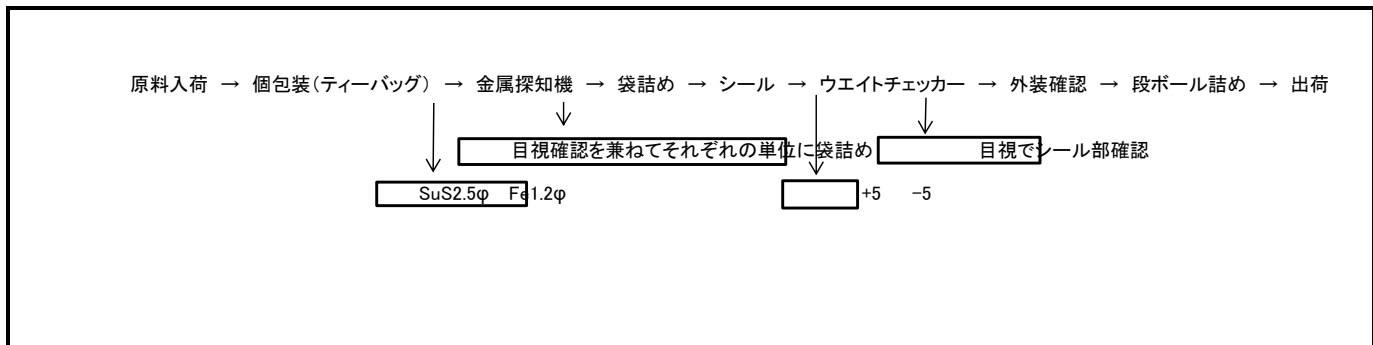 原料入荷 → 個包装（ティーバッグ） → 金属探知機 → 袋詰め → シール → ウエイトチェッカー → 外装確認 → 段ボール詰め → 出荷
目視確認を兼ねてそれぞれの単位に袋詰め 目視でシール部確認
SuS2.5φ Fe1.2φ +5 −5